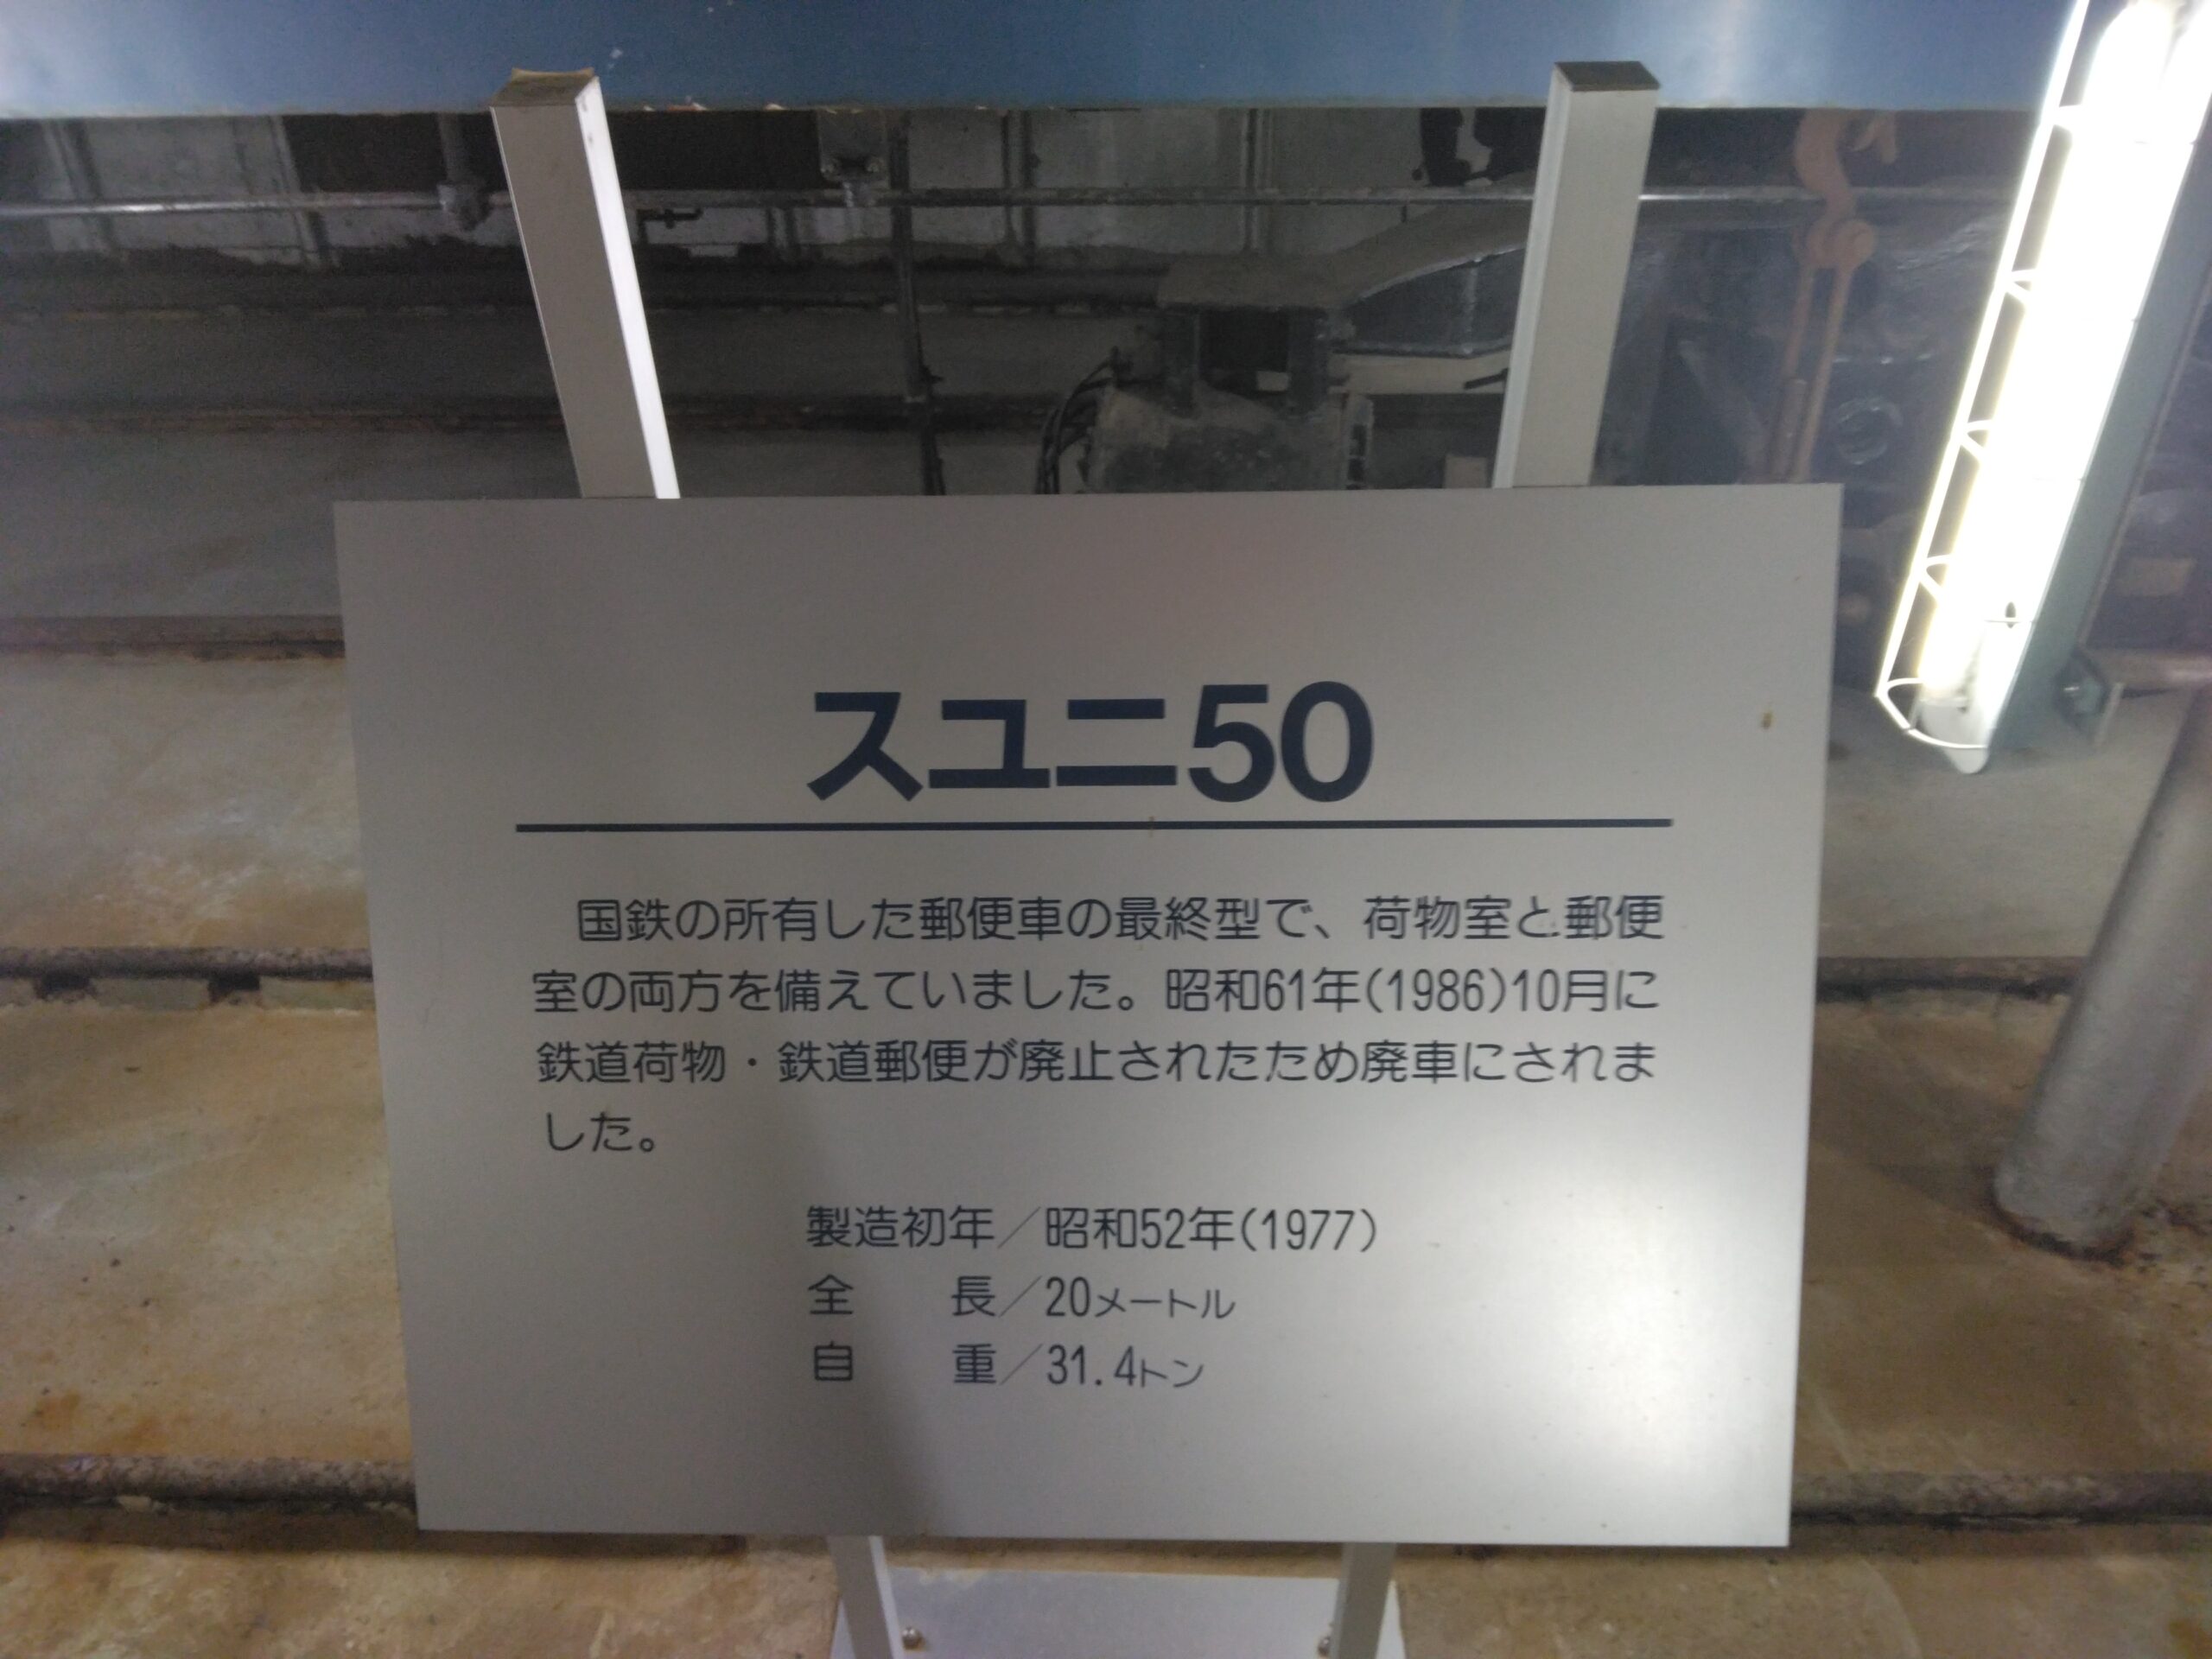 スユニ50
国鉄の所有した郵便車の最終型で、荷物室と郵便
室の両方を備えていました。昭和61年(1986)10月に
鉄道荷物・鉄道郵便が廃止されたため廃車にされま
した。
製造初年／昭和52年(1977)
全　　長／20メートル
自　　重／31.4トン